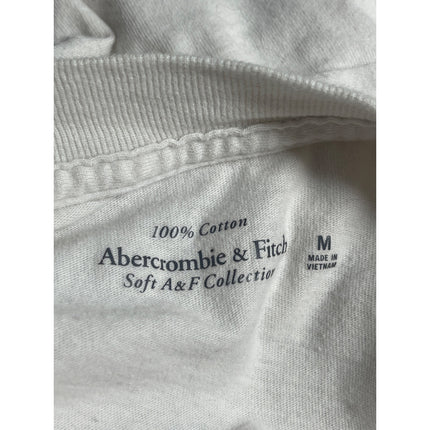 100% Cotton
Abercrombie & Fitch
Soft A&F Collection
M
MADE IN
VIETNAM